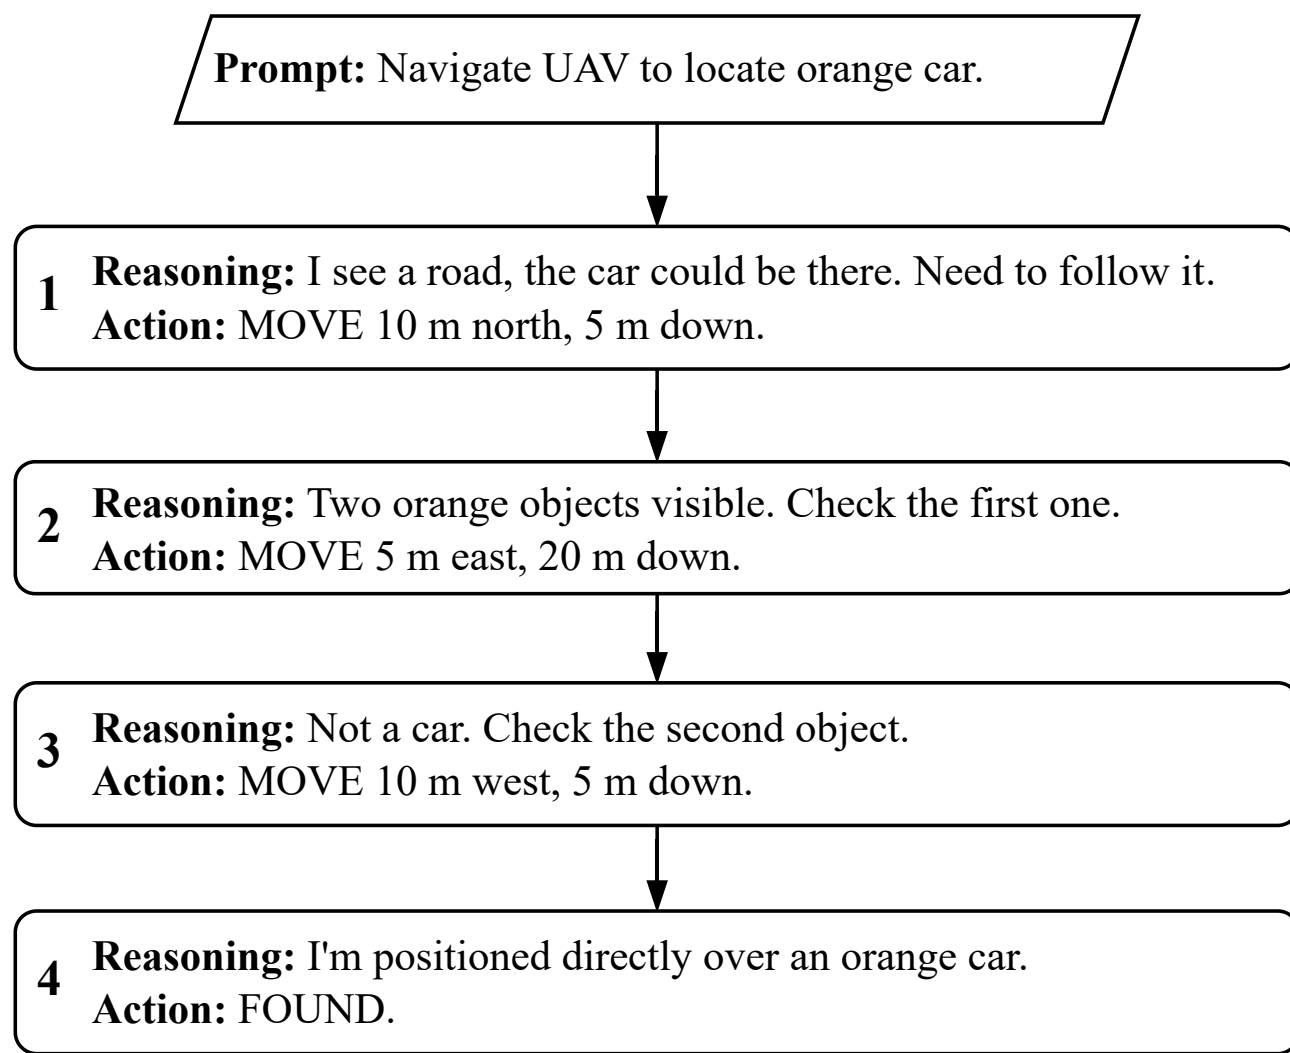 Prompt: Navigate UAV to locate orange car.
1
Reasoning: I see a road, the car could be there. Need to follow it.
Action: MOVE 10 m north, 5 m down.
2
Reasoning: Two orange objects visible. Check the first one.
Action: MOVE 5 m east, 20 m down.
3
Reasoning: Not a car. Check the second object.
Action: MOVE 10 m west, 5 m down.
4
Reasoning: I'm positioned directly over an orange car.
Action: FOUND.